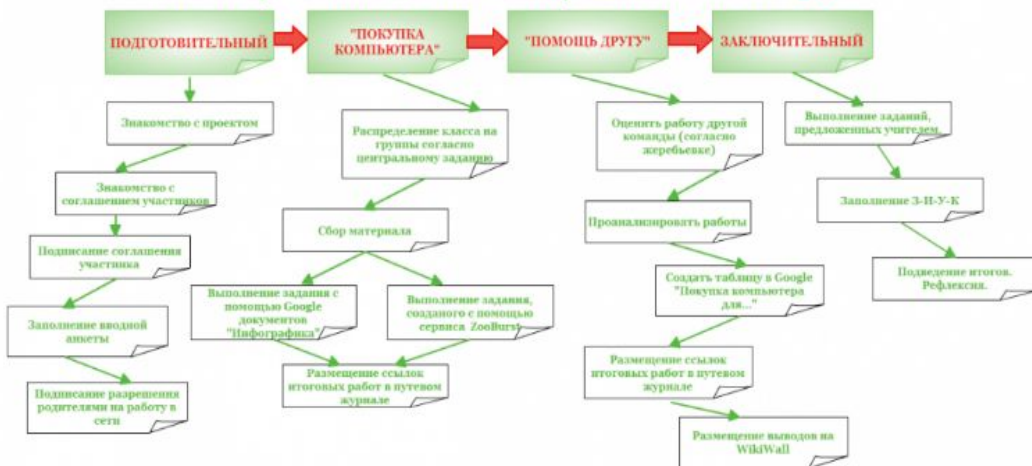 ПОДГОТОВИТЕЛЬНЫЙ
"ПОКУПКА
КОМПЬЮТЕРА"
"ПОМОЩЬ ДРУГУ"
ЗАКЛЮЧИТЕЛЬНЫЙ
Знакомство с проектом
Знакомство с
соглашением участников
Подписание соглашения
участника
Заполнение вводной
анкеты
Подписание разрешения
родителями на работу в
сети
Распределение класса на
группы согласно
центральному заданию
Сбор материала
Выполнение задания с
помощью Google
документов
"Инфографика"
Выполнение задания,
созданого с помощью
сервиса ZooBurst
Размещение ссылок
итоговых работ в путевом
журнале
Оценить работу другой
команды (согласно
жеребьевке)
Проанализировать работы
Создать таблицу в Google
"Покупка компьютера
для..."
Размещение ссылок
итоговых работ в путевом
журнале
Размещение выводов на
WikiWall
Выполнение заданий,
предложенных учителем
Заполнение З-И-У-К
Подведение итогов.
Рефлексия.